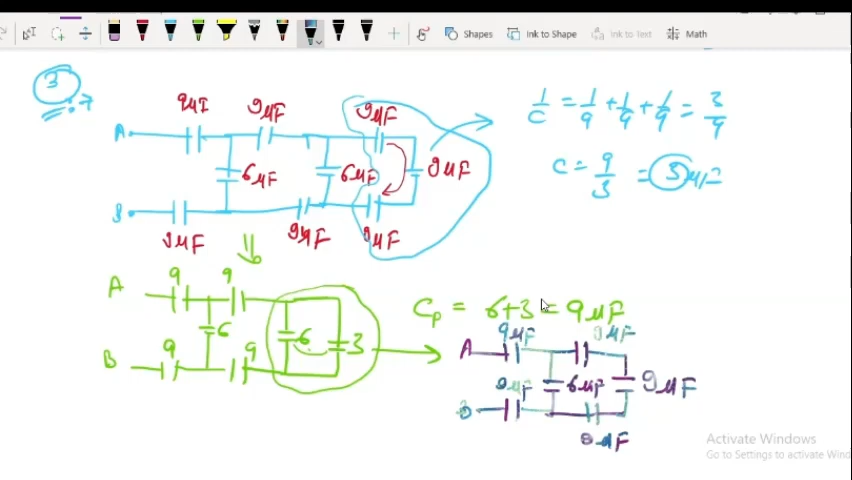 Shapes
Ink to Shape
Ink to Text
Math
3
:→
9μF 9μF 9μF
1/C = 1/9 + 1/9 + 1/9 = 3/9
A
6μF 6μF 9μF
C = 9/3 = 3μF
B
9μF 9μF 9μF
A 9 9
Cp = 6+3 = 9μF
6 6 3
9μF 9μF
B 9 9
A
9μF 6μF 9μF
B
9μF
Activate Windows
Go to Settings to activate Win